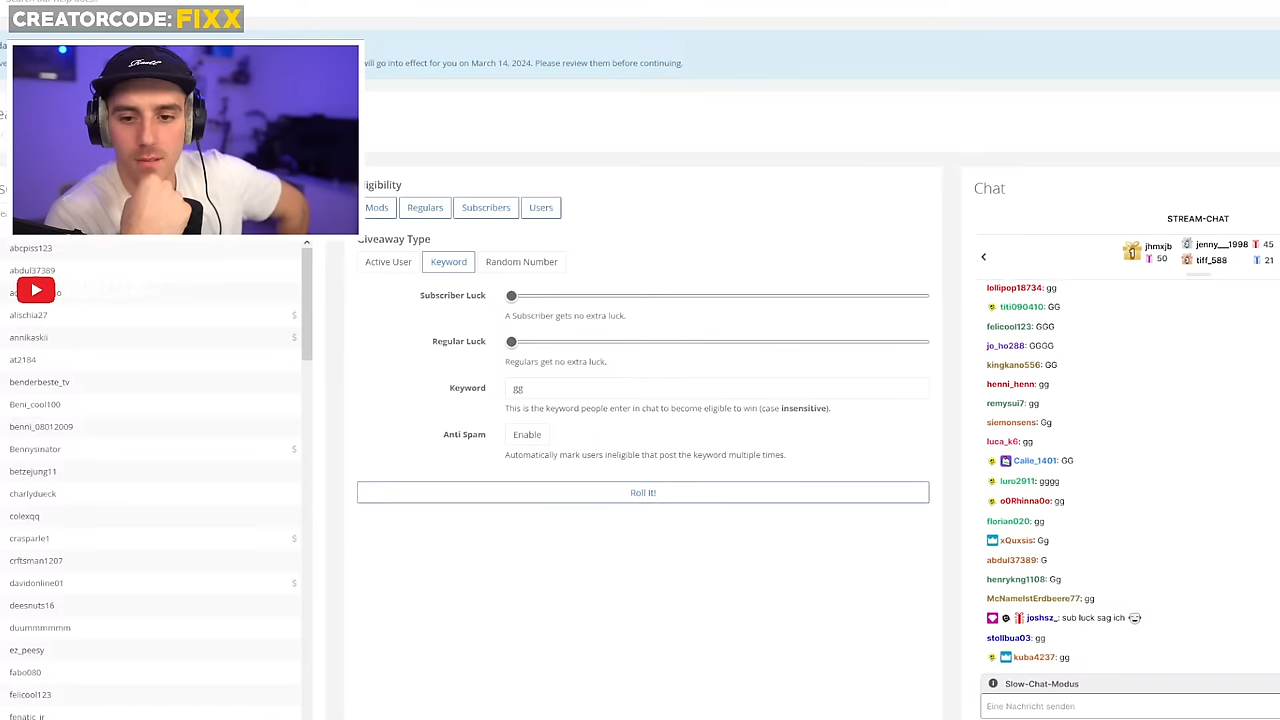 CREATORCODE: FIXX
will go into effect for you on March 14, 2024. Please review them before continuing.
igibility
Mods
Regulars
Subscribers
Users
Giveaway Type
Active User
Keyword
Random Number
Subscriber Luck
A Subscriber gets no extra luck.
Regular Luck
Regulars get no extra luck.
Keyword
gg
This is the keyword people enter in chat to become eligible to win (case insensitive).
Anti Spam
Enable
Automatically mark users ineligible that post the keyword multiple times.
Roll It!
abcpiss123
abdul37389
alischia27 $
annikaskii $
at2184
benderbeste_tv
Beni_cool100
benni_08012009
Bennysinator $
betzejung11
charlydueck
colexqq
crasparle1 $
crftsman1207
davidonline01 $
deesnuts16
duummmmmm
ez_peesy
fabo080
felicool123
fenatic_jr
Chat
STREAM-CHAT
1 jhmxjb 50
jenny___1998 45
tiff_588 21
lollipop18734: gg
titi090410: GG
felicool123: GGG
jo_ho288: GGGG
kingkano556: GG
henni_henn: gg
remysui7: gg
siemonsens: Gg
luca_k6: gg
Calle_1401: GG
luro2911: gggg
o0Rhinna0o: gg
florian020: gg
xQuxsis: Gg
abdul37389: G
henrykng1108: Gg
McNameIstErdbeere77: gg
joshsz_: sub luck sag ich
stollbua03: gg
kuba4237: gg
Slow-Chat-Modus
Eine Nachricht senden